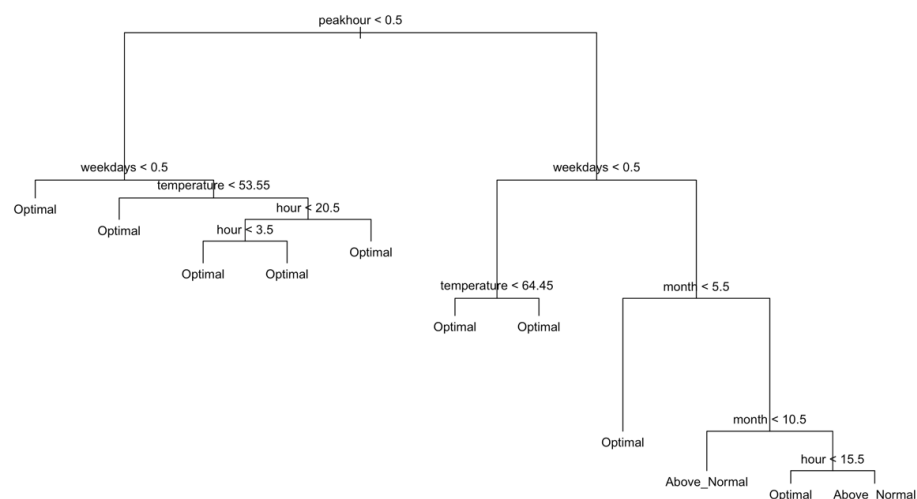 peakhour < 0.5
weekdays < 0.5
weekdays < 0.5
temperature < 53.55
Optimal
hour < 20.5
Optimal
hour < 3.5
Optimal
Optimal
Optimal
temperature < 64.45
month < 5.5
Optimal
Optimal
month < 10.5
Optimal
hour < 15.5
Above_Normal
Optimal
Above_Normal